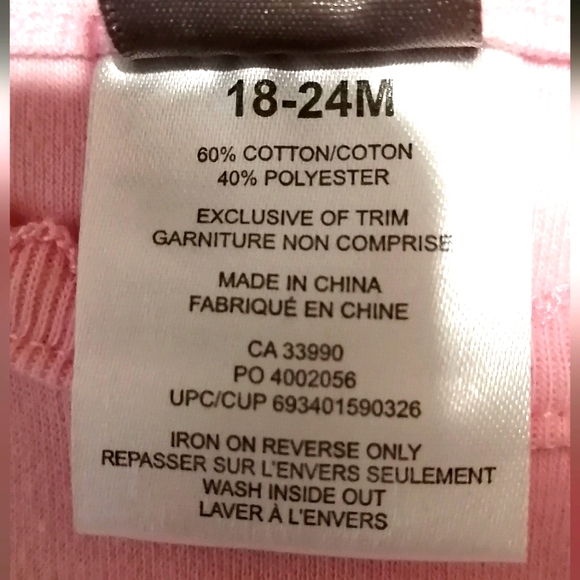 18-24M
60% COTTON/COTON
40% POLYESTER
EXCLUSIVE OF TRIM
GARNITURE NON COMPRISE
MADE IN CHINA
FABRIQUÉ EN CHINE
CA 33990
PO 4002056
UPC/CUP 693401590326
IRON ON REVERSE ONLY
REPASSER SUR L'ENVERS SEULEMENT
WASH INSIDE OUT
LAVER À L'ENVERS